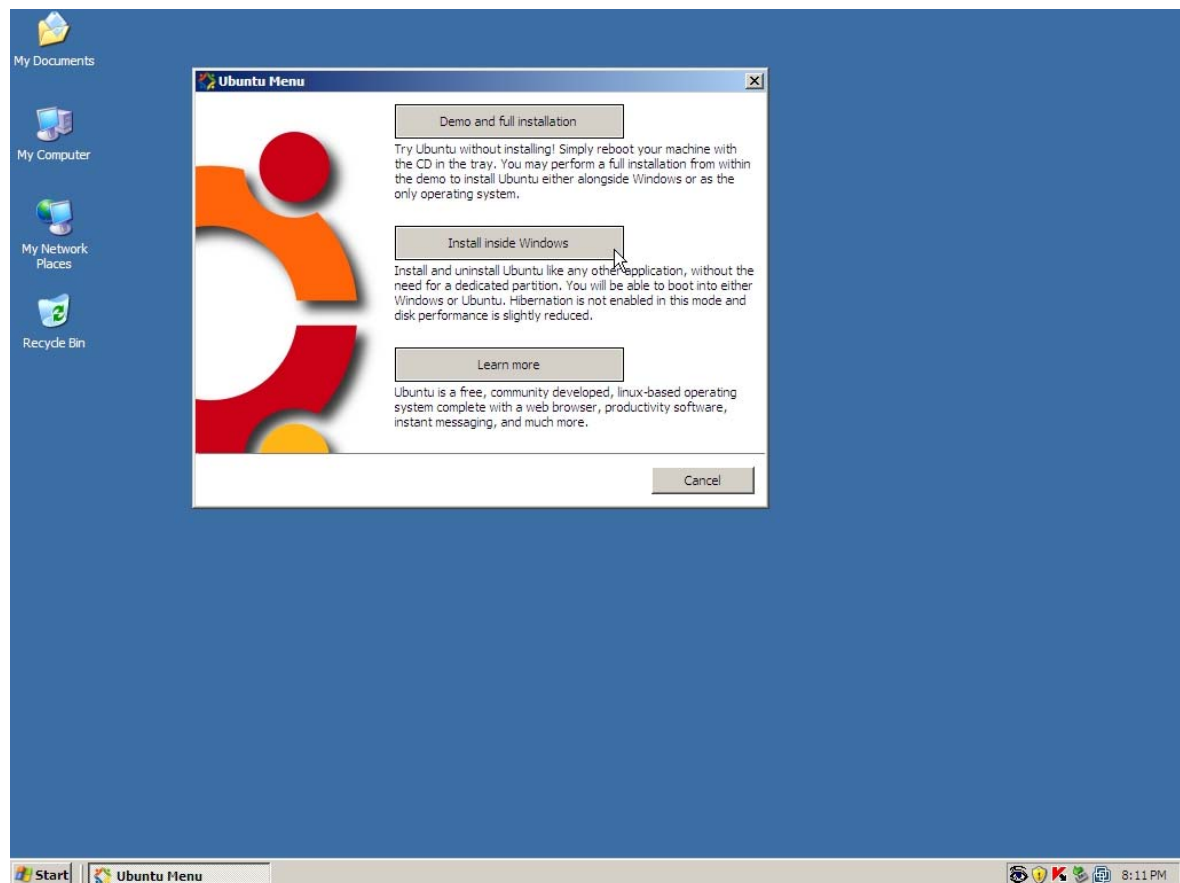 My Documents
Ubuntu Menu
Demo and full installation
Try Ubuntu without installing! Simply reboot your machine with
the CD in the tray. You may perform a full installation from within
the demo to install Ubuntu either alongside Windows or as the
only operating system.
My Computer
Install inside Windows
Install and uninstall Ubuntu like any other application, without the
need for a dedicated partition. You will be able to boot into either
Windows or Ubuntu. Hibernation is not enabled in this mode and
disk performance is slightly reduced.
My Network
Places
Learn more
Ubuntu is a free, community developed, linux-based operating
system complete with a web browser, productivity software,
instant messaging, and much more.
Recycle Bin
Cancel
Start
Ubuntu Menu
8:11 PM